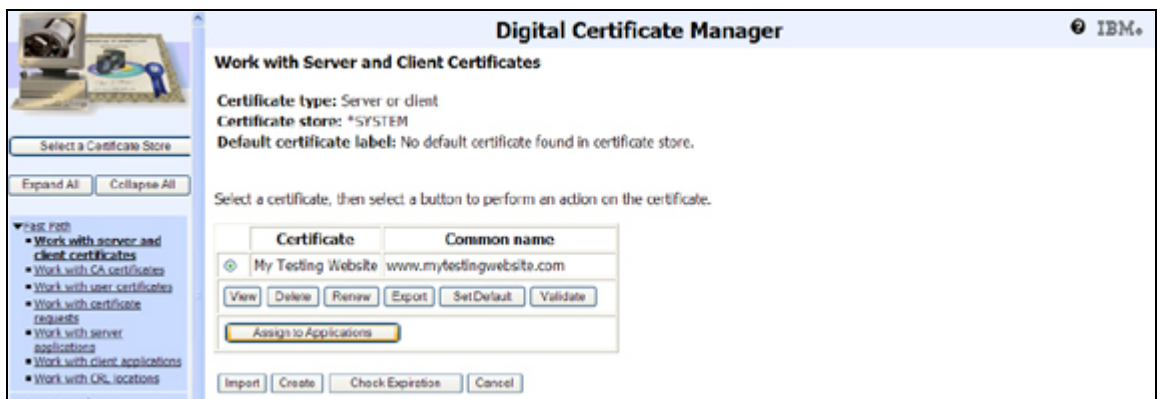 Digital Certificate Manager
IBM
Work with Server and Client Certificates
Certificate type: Server or client
Certificate store: *SYSTEM
Default certificate label: No default certificate found in certificate store.
Select a Certificate Store
Expand All Collapse All
Select a certificate, then select a button to perform an action on the certificate.
Fast Path
Work with server and
client certificates
Work with CA certificates
Work with user certificates
Work with certificate
requests
Work with server
applications
Work with client applications
Work with CRL locations
Certificate Common name
My Testing Website www.mytestingwebsite.com
View Delete Renew Export Set Default Validate
Assign to Applications
Import Create Check Expiration Cancel